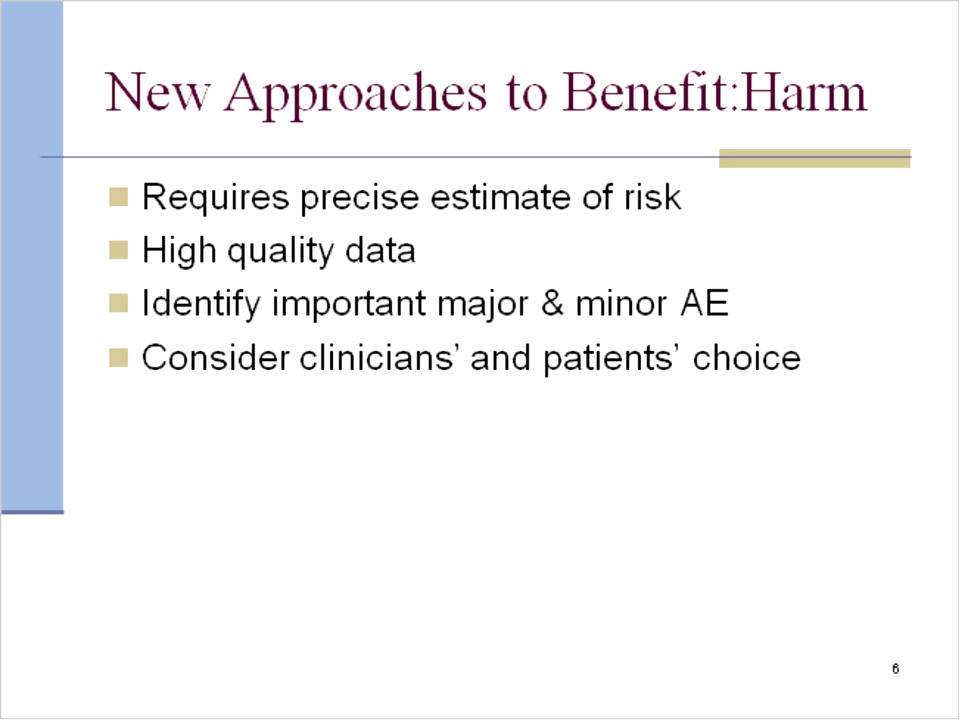 New Approaches to Benefit:Harm
Requires precise estimate of risk
High quality data
Identify important major & minor AE
Consider clinicians’ and patients’ choice
6